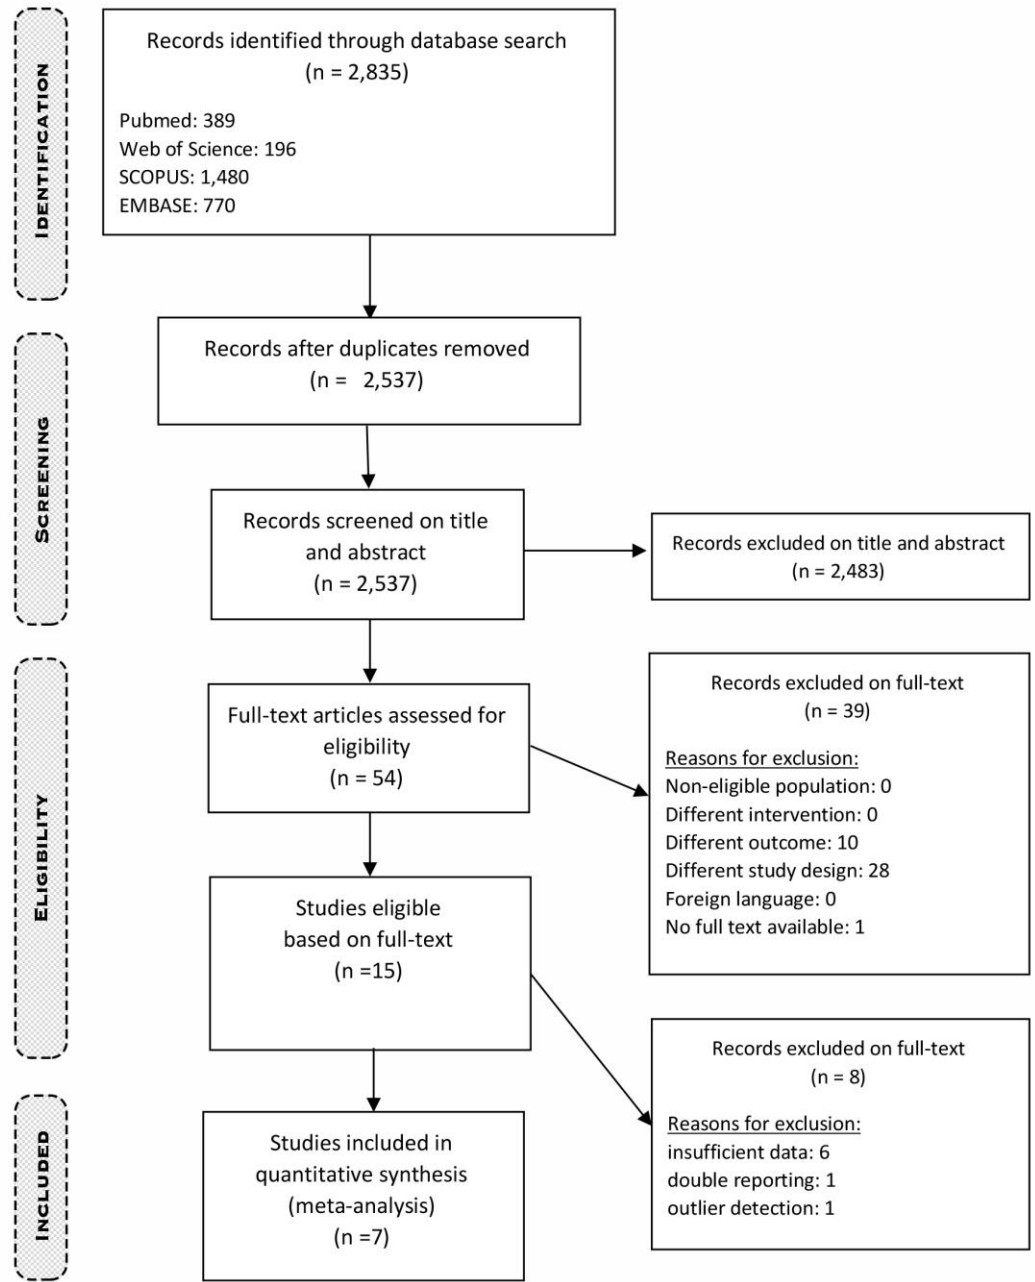 IDENTIFICATION
Records identified through database search
(n = 2,835)
Pubmed: 389
Web of Science: 196
SCOPUS: 1,480
EMBASE: 770
SCREENING
Records after duplicates removed
(n = 2,537)
Records screened on title
and abstract
(n = 2,537)
Records excluded on title and abstract
(n = 2,483)
ELIGIBILITY
Full-text articles assessed for
eligibility
(n = 54)
Records excluded on full-text
(n = 39)
Reasons for exclusion:
Non-eligible population: 0
Different intervention: 0
Different outcome: 10
Different study design: 28
Foreign language: 0
No full text available: 1
Studies eligible
based on full-text
(n =15)
Records excluded on full-text
(n = 8)
Reasons for exclusion:
insufficient data: 6
double reporting: 1
outlier detection: 1
INCLUDED
Studies included in
quantitative synthesis
(meta-analysis)
(n =7)